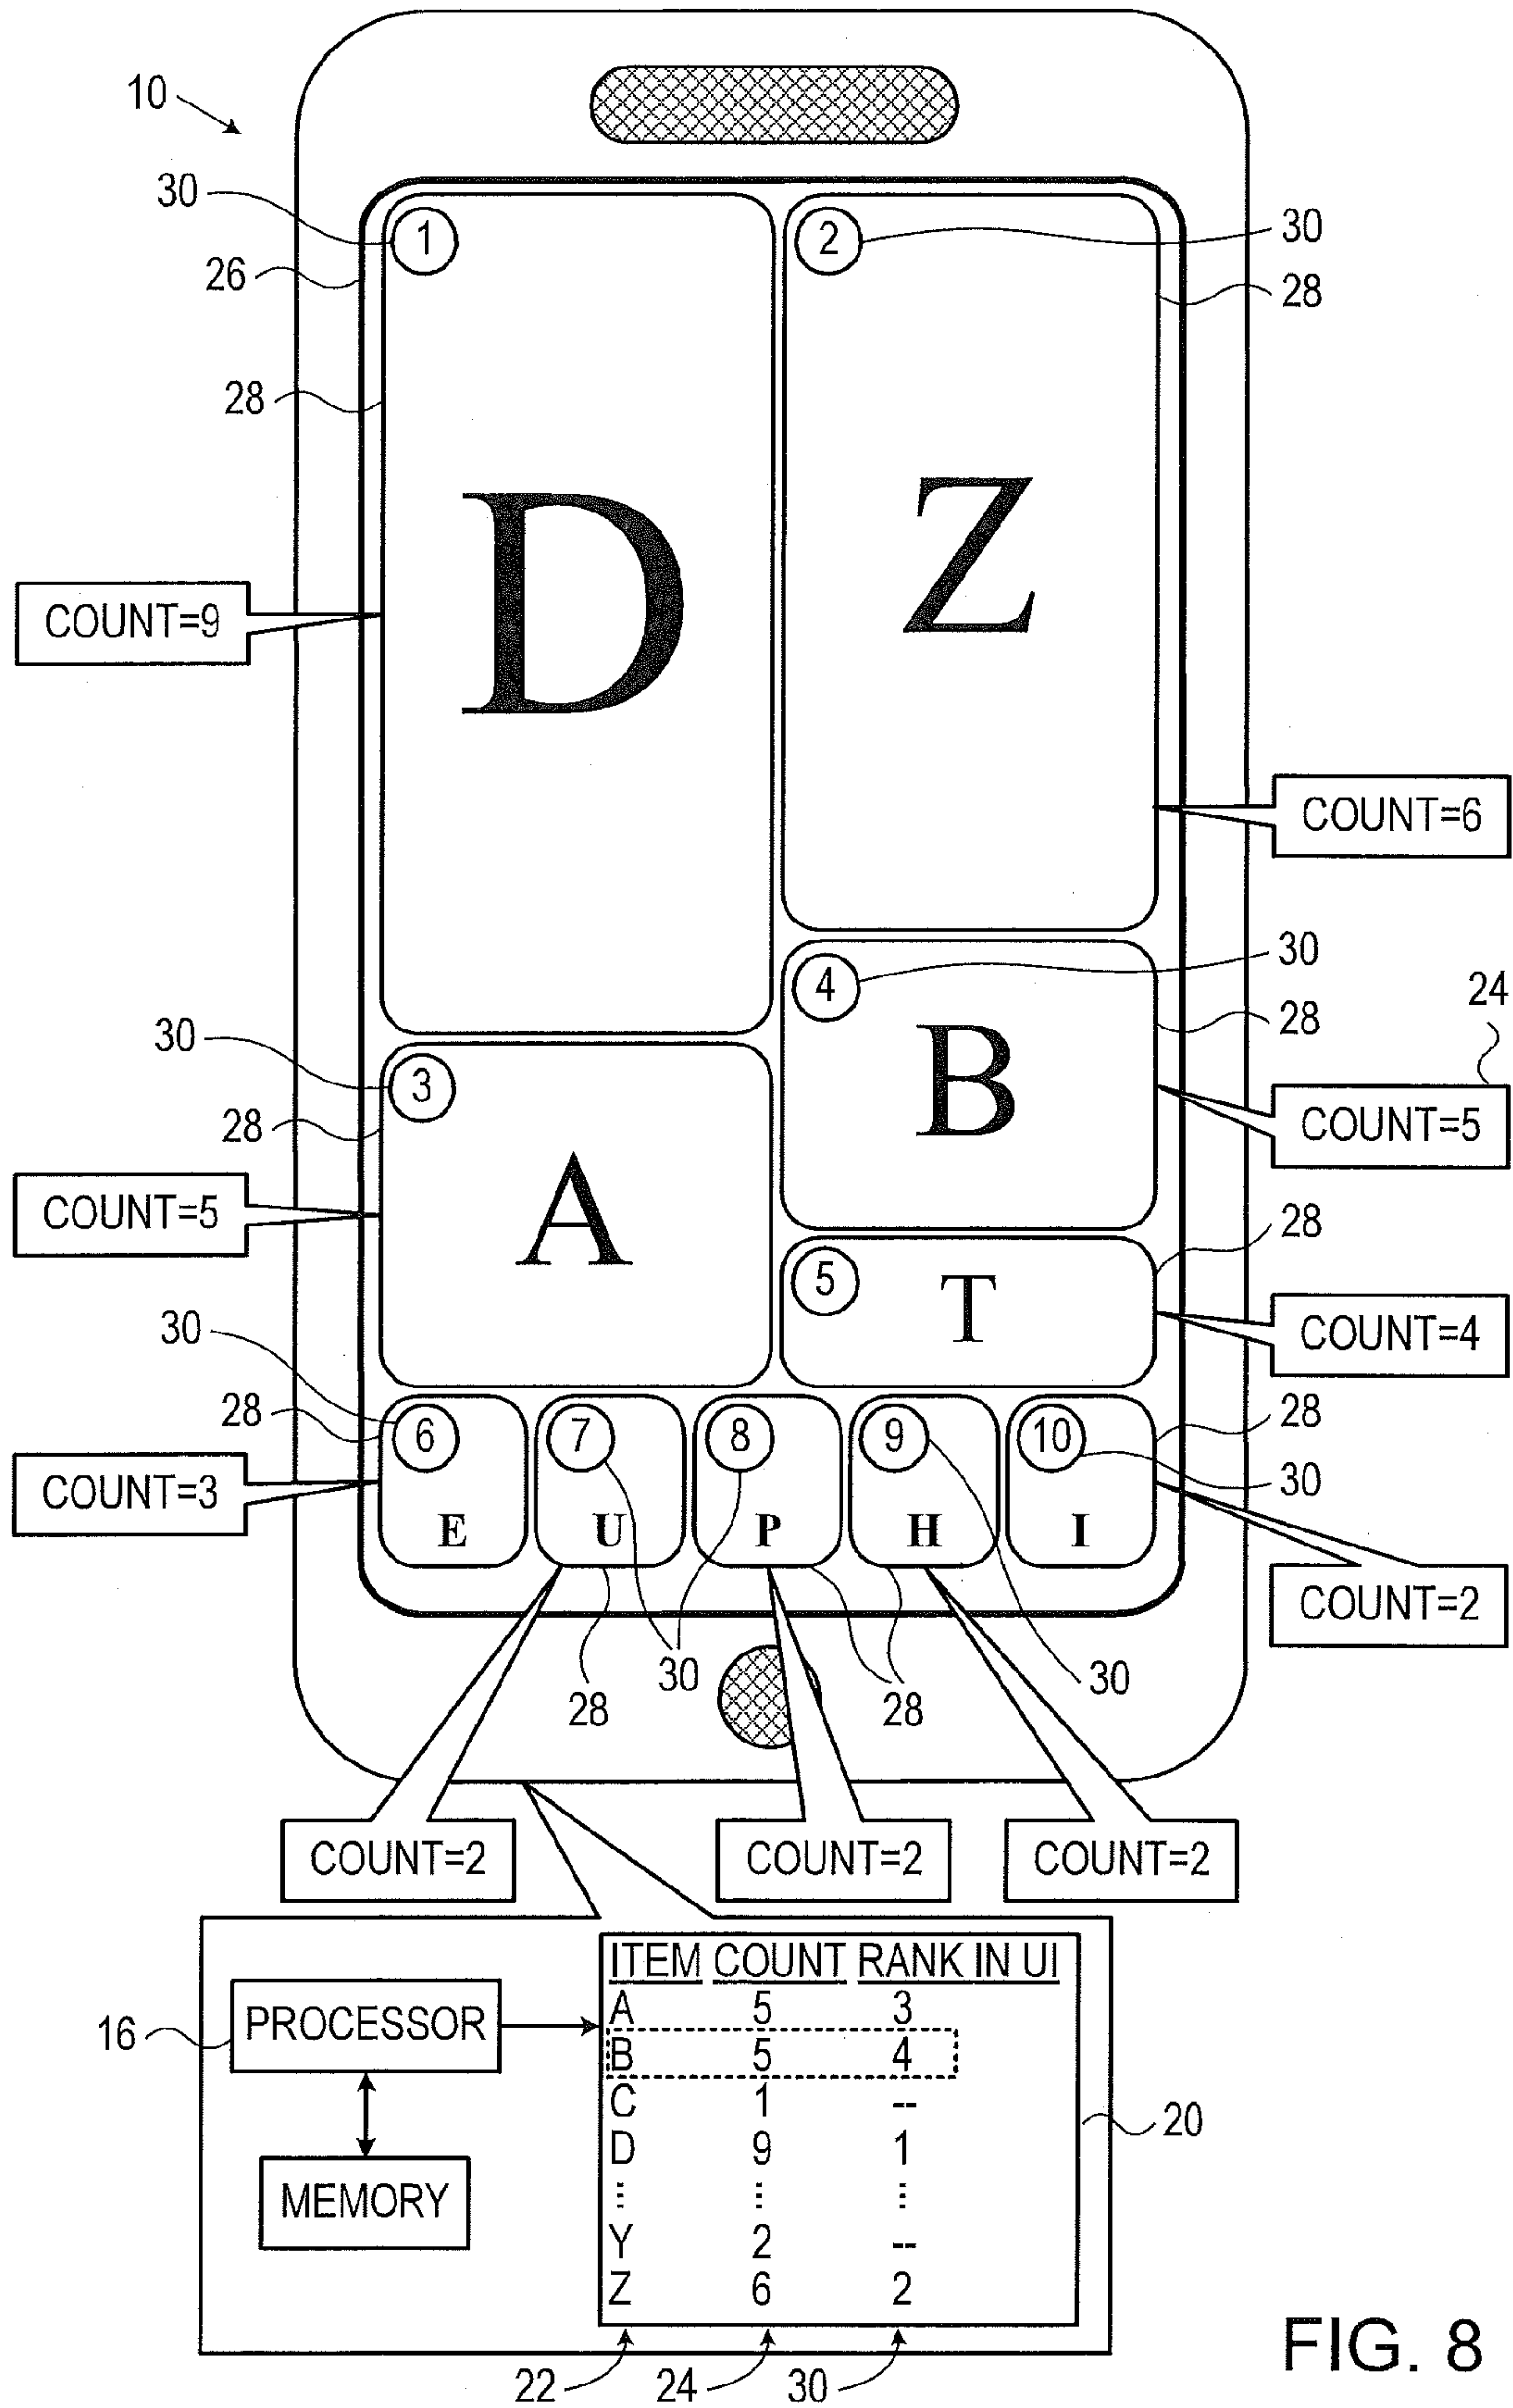 10
30
1
2
30
26
28
28
D
Z
COUNT=9
COUNT=6
30
4
24
30
3
B
28
28
COUNT=5
A
COUNT=5
28
5
T
30
COUNT=4
28
6
7
8
9
10
28
30
COUNT=3
E
U
P
H
I
COUNT=2
30
30
28
28
COUNT=2
COUNT=2
COUNT=2
ITEM COUNT RANK IN UI
16
PROCESSOR
A 5 3
B 5 4
C 1 --
20
D 9 1
MEMORY
⋮ ⋮ ⋮
Y 2 --
Z 6 2
22 24 30
FIG. 8